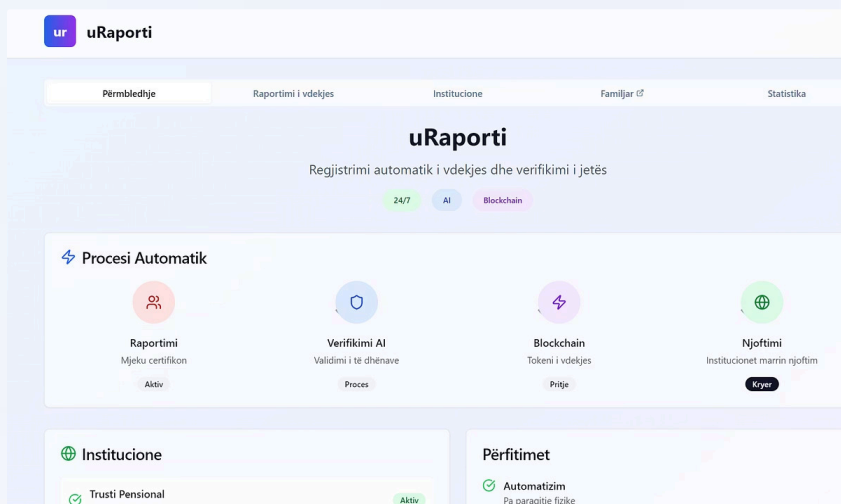 ur uRaporti
Përmbledhje Raportimi i vdekjes Institucione Familjar Statistika
uRaporti
Regjistrimi automatik i vdekjes dhe verifikimi i jetës
24/7 AI Blockchain
Procesi Automatik
Raportimi Verifikimi AI Blockchain Njoftimi
Mjeku certifikon Validimi i të dhënave Tokeni i vdekjes Institucionet marrin njoftim
Aktiv Proces Pritje Kryer
Institucione Përfitimet
Trusti Pensional Aktiv Automatizim
Pa paraqitje fizike